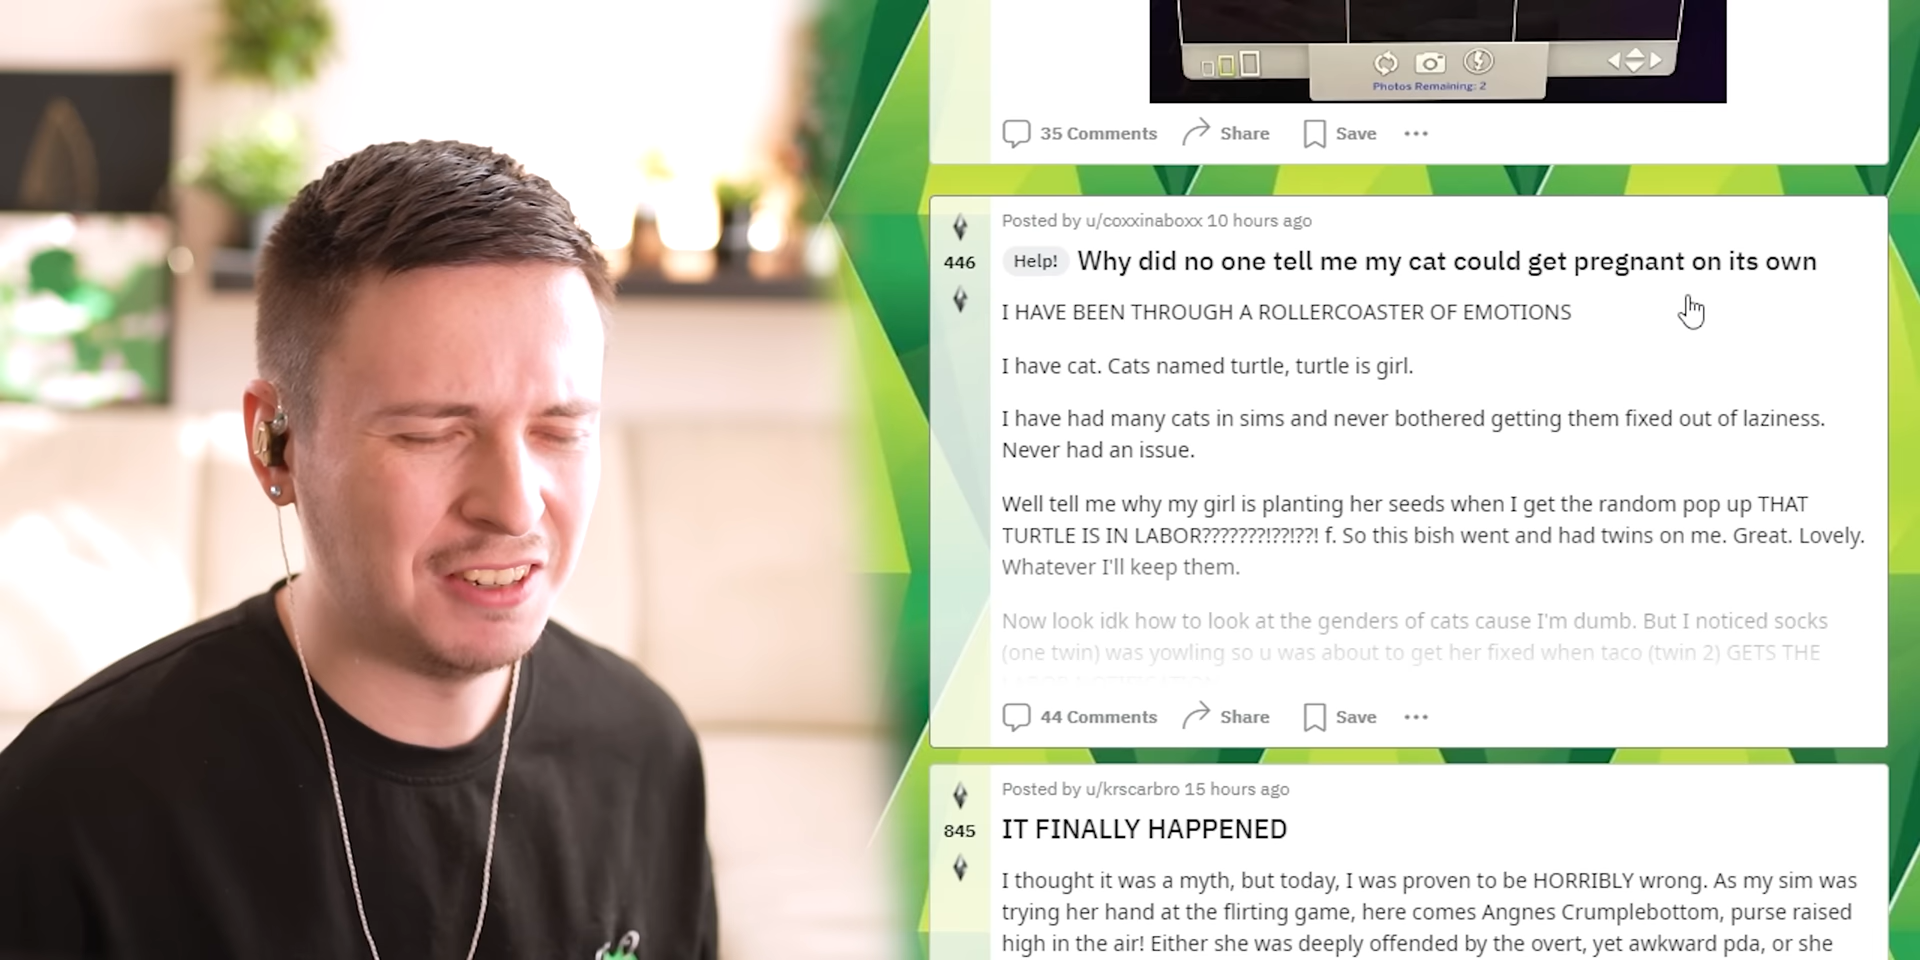 Photos Remaining: 2
35 Comments Share Save
Posted by u/coxxinaboxx 10 hours ago
446
Help! Why did no one tell me my cat could get pregnant on its own
I HAVE BEEN THROUGH A ROLLERCOASTER OF EMOTIONS
I have cat. Cats named turtle, turtle is girl.
I have had many cats in sims and never bothered getting them fixed out of laziness.
Never had an issue.
Well tell me why my girl is planting her seeds when I get the random pop up THAT
TURTLE IS IN LABOR???????!??!??! f. So this bish went and had twins on me. Great. Lovely.
Whatever I'll keep them.
Now look idk how to look at the genders of cats cause I'm dumb. But I noticed socks
(one twin) was yowling so u was about to get her fixed when taco (twin 2) GETS THE
44 Comments Share Save
Posted by u/krscarbro 15 hours ago
845
IT FINALLY HAPPENED
I thought it was a myth, but today, I was proven to be HORRIBLY wrong. As my sim was
trying her hand at the flirting game, here comes Angnes Crumplebottom, purse raised
high in the air! Either she was deeply offended by the overt, yet awkward pda, or she